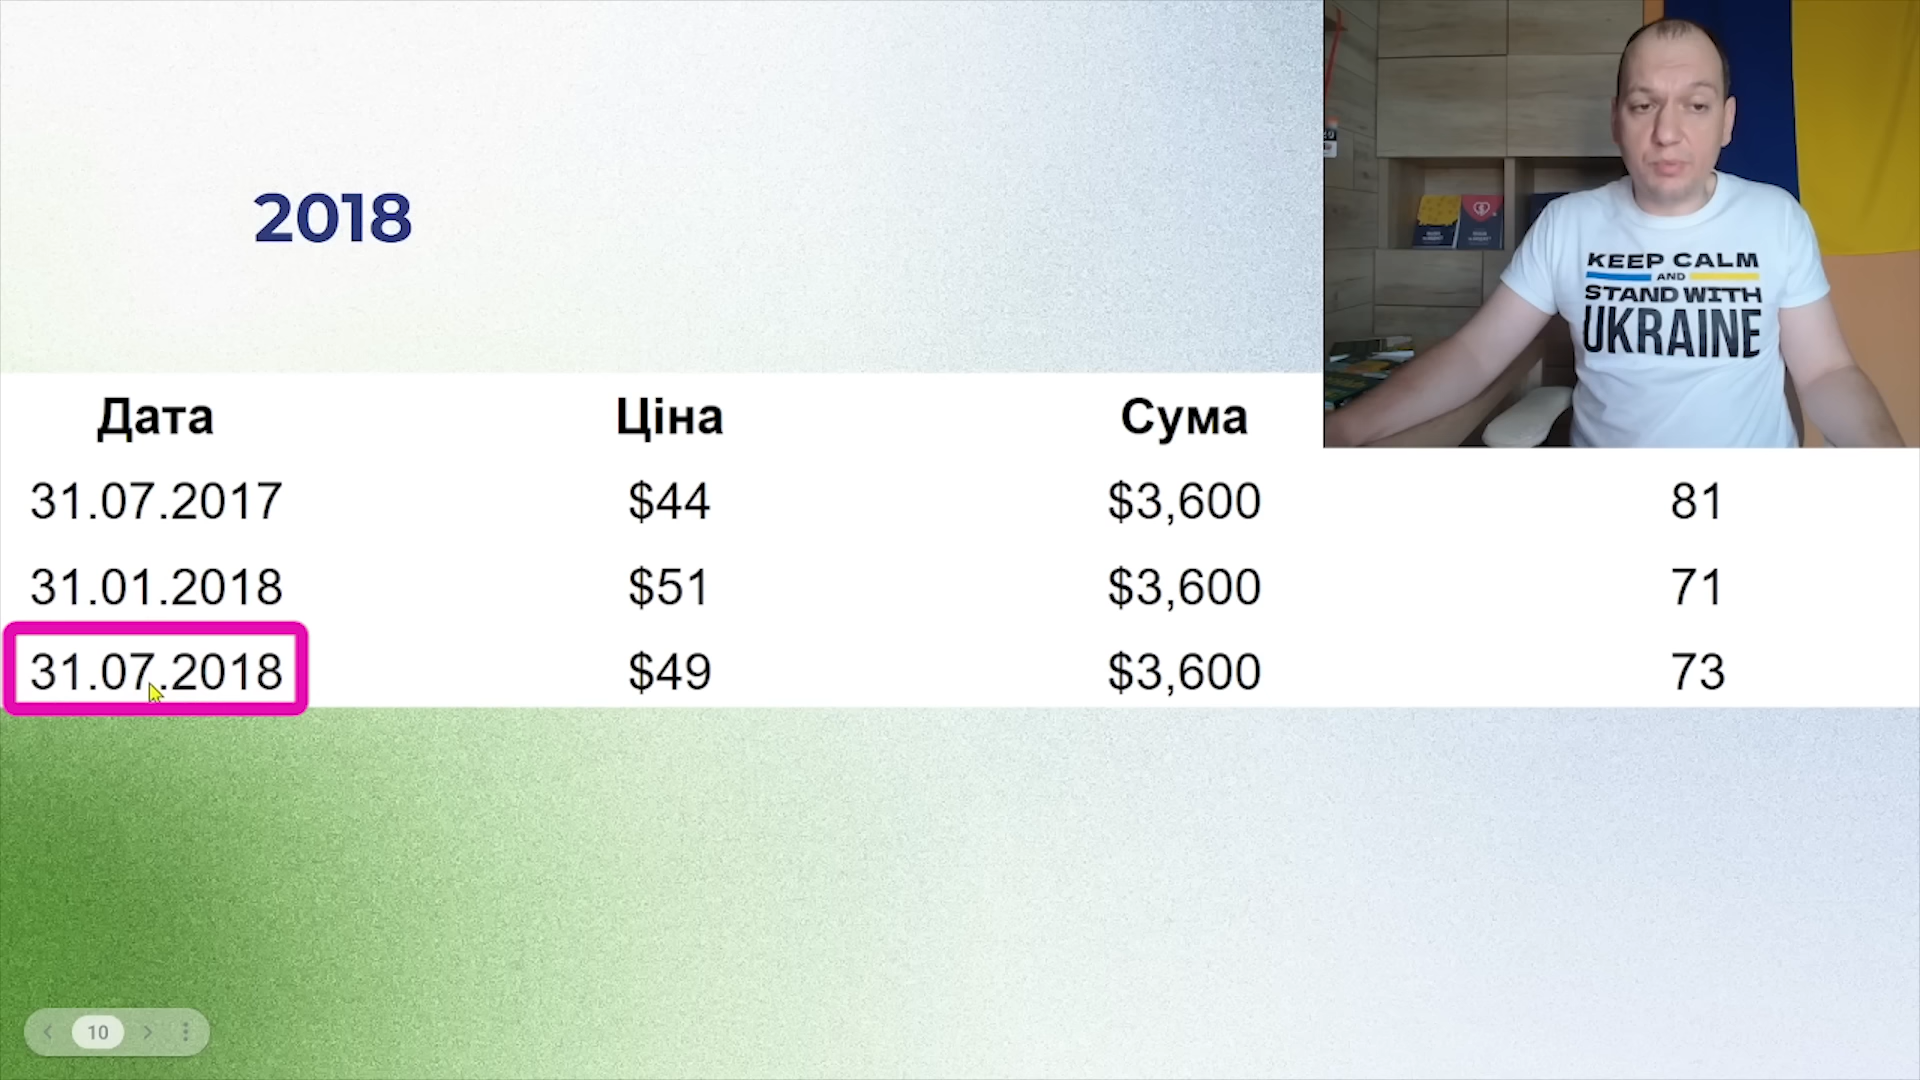 2018
KEEP CALM
AND
STAND WITH
UKRAINE
Дата Ціна Сума
31.07.2017 $44 $3,600 81
31.01.2018 $51 $3,600 71
31.07.2018 $49 $3,600 73
10